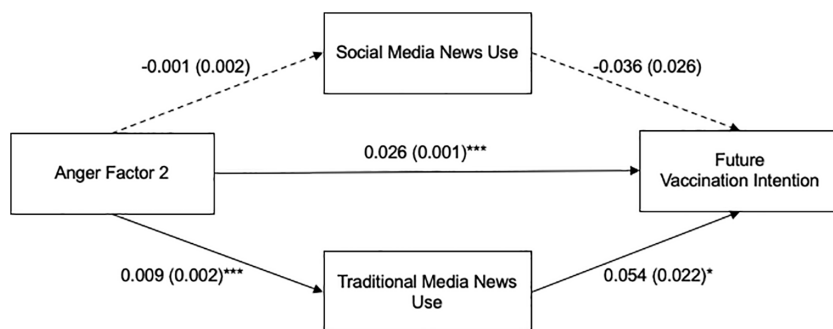 Social Media News Use
-0.001 (0.002)
-0.036 (0.026)
0.026 (0.001)***
Anger Factor 2
Future
Vaccination Intention
0.009 (0.002)***
Traditional Media News
Use
0.054 (0.022)*